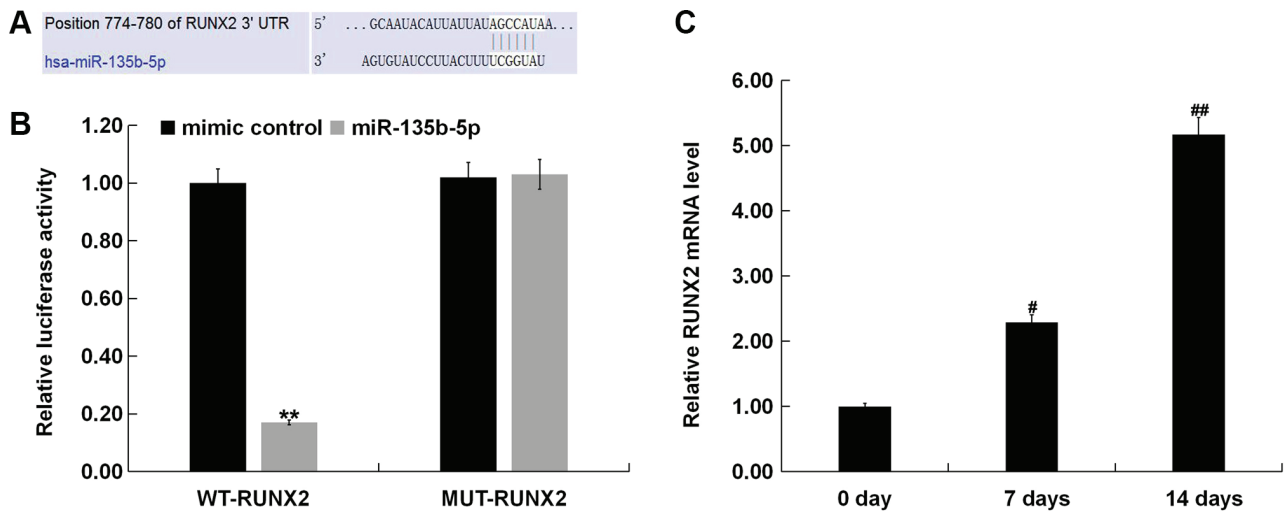 A
Position 774-780 of RUNX2 3' UTR 5' ...GCAAUACAUUAUUAUAGCCAUAA...
hsa-miR-135b-5p 3' AGUGUAUCCUUACUUUUCGGUAU
B
mimic control miR-135b-5p
Relative luciferase activity
1.20
1.00
0.80
0.60
0.40
0.20
0.00
**
WT-RUNX2 MUT-RUNX2
C
Relative RUNX2 mRNA level
6.00
5.00
4.00
3.00
2.00
1.00
0.00
#
##
0 day 7 days 14 days